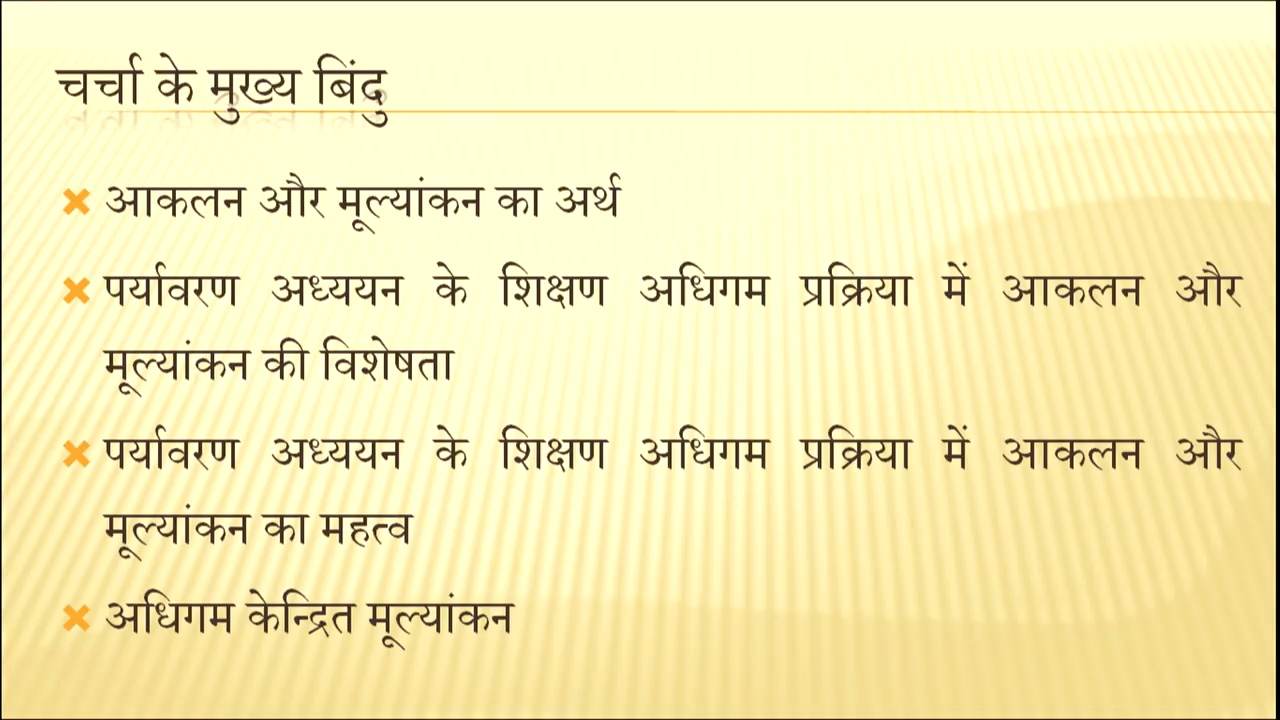 चर्चा के मुख्य बिंदु
आकलन और मूल्यांकन का अर्थ
पर्यावरण अध्ययन के शिक्षण अधिगम प्रक्रिया में आकलन और
मूल्यांकन की विशेषता
पर्यावरण अध्ययन के शिक्षण अधिगम प्रक्रिया में आकलन और
मूल्यांकन का महत्व
अधिगम केन्द्रित मूल्यांकन